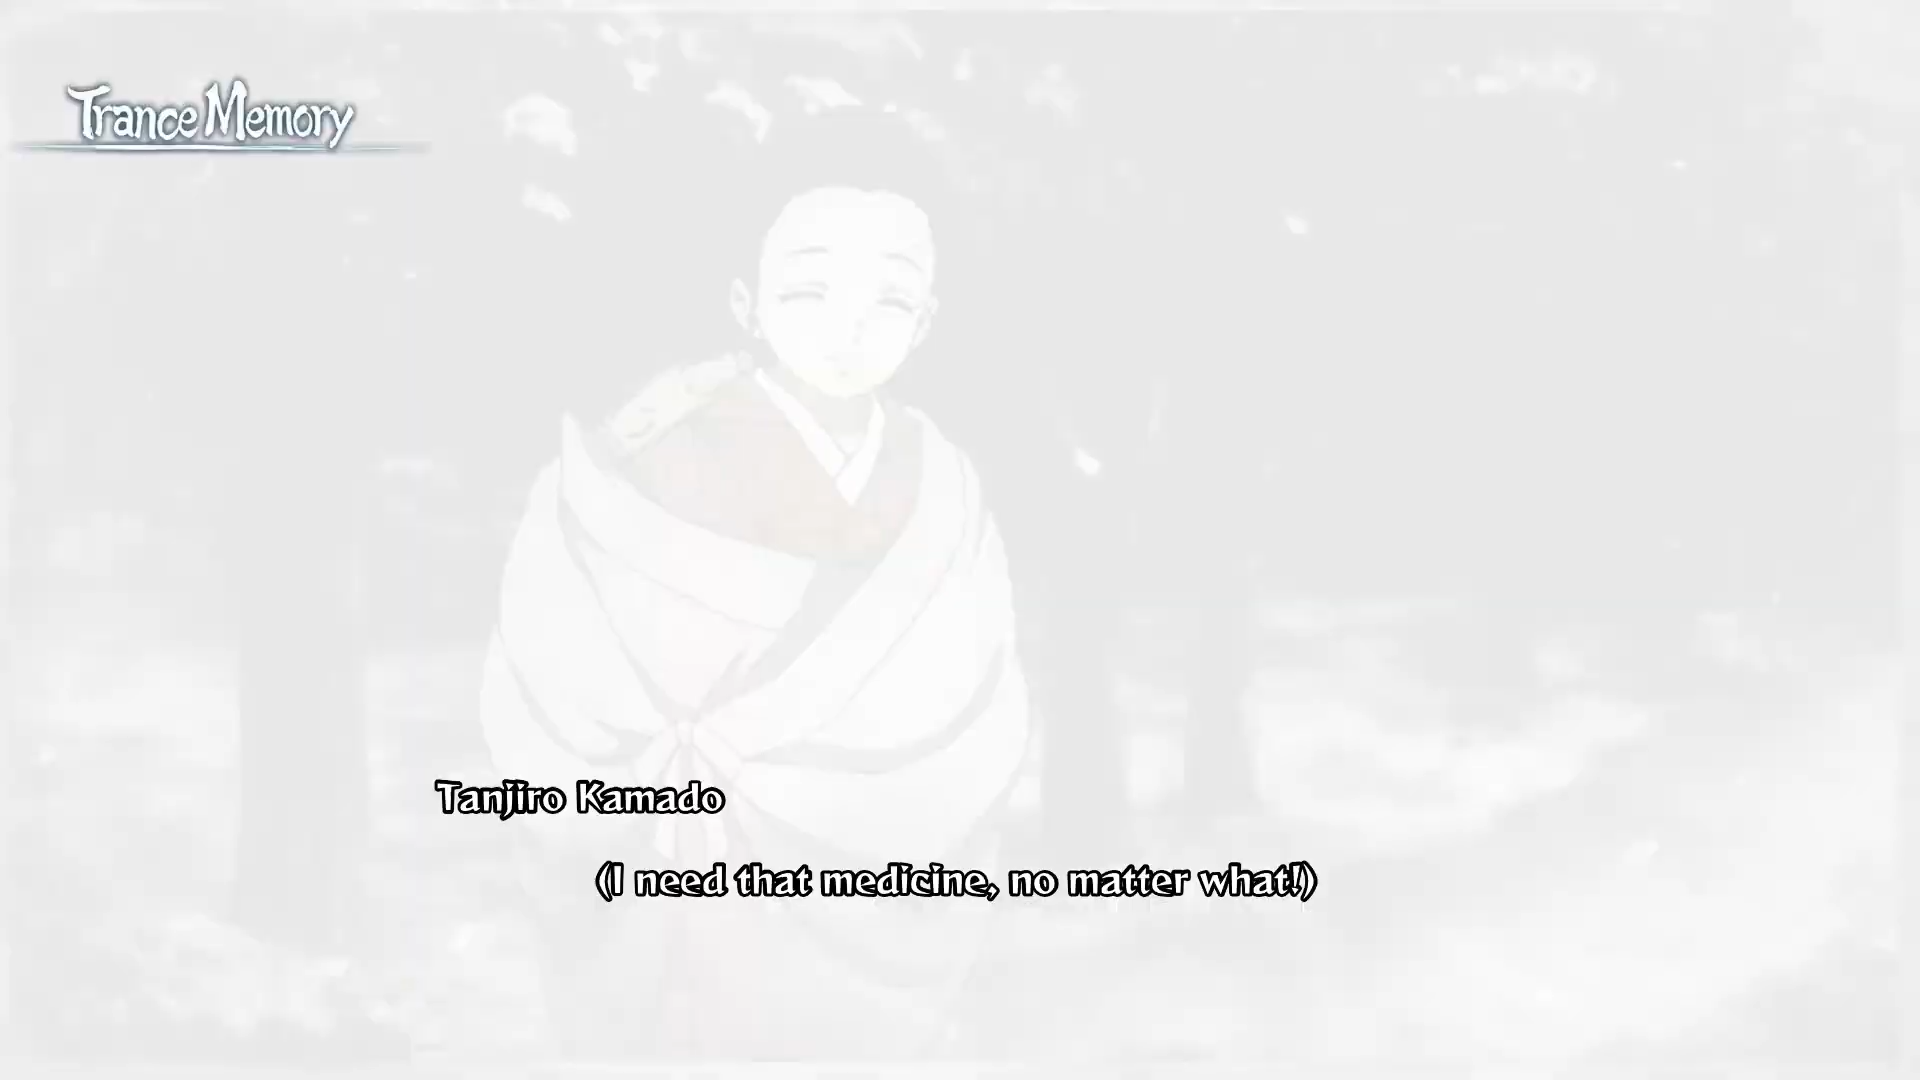 Trance Memory
Tanjiro Kamado
(I need that medicine, no matter what!)